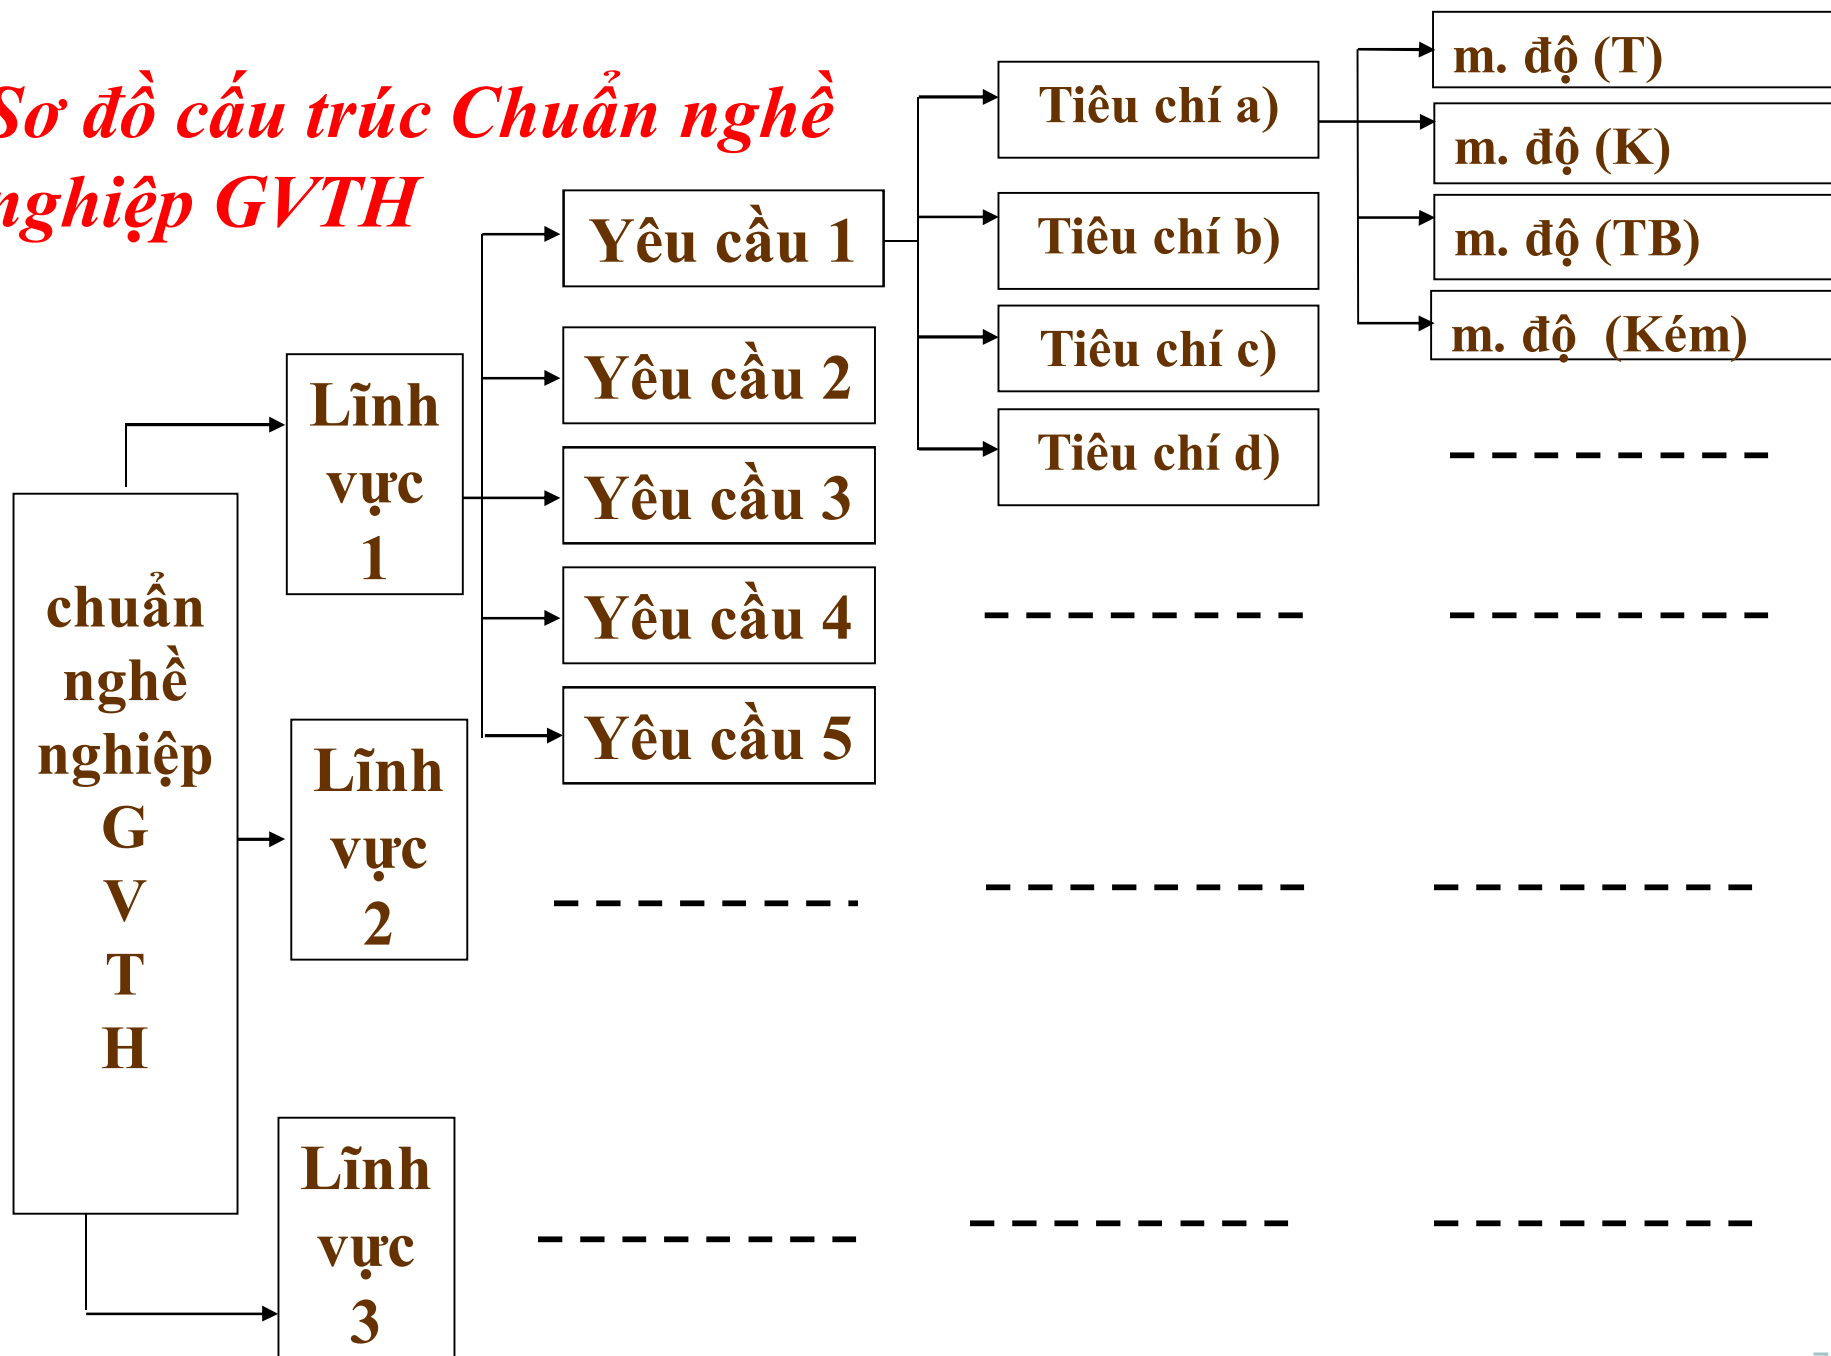 Sơ đồ cấu trúc Chuẩn nghề
nghiệp GVTH
chuẩn
nghề
nghiệp
G
V
T
H
Lĩnh
vực
1
Lĩnh
vực
2
Lĩnh
vực
3
Yêu cầu 1
Yêu cầu 2
Yêu cầu 3
Yêu cầu 4
Yêu cầu 5
Tiêu chí a)
Tiêu chí b)
Tiêu chí c)
Tiêu chí d)
m. độ (T)
m. độ (K)
m. độ (TB)
m. độ (Kém)